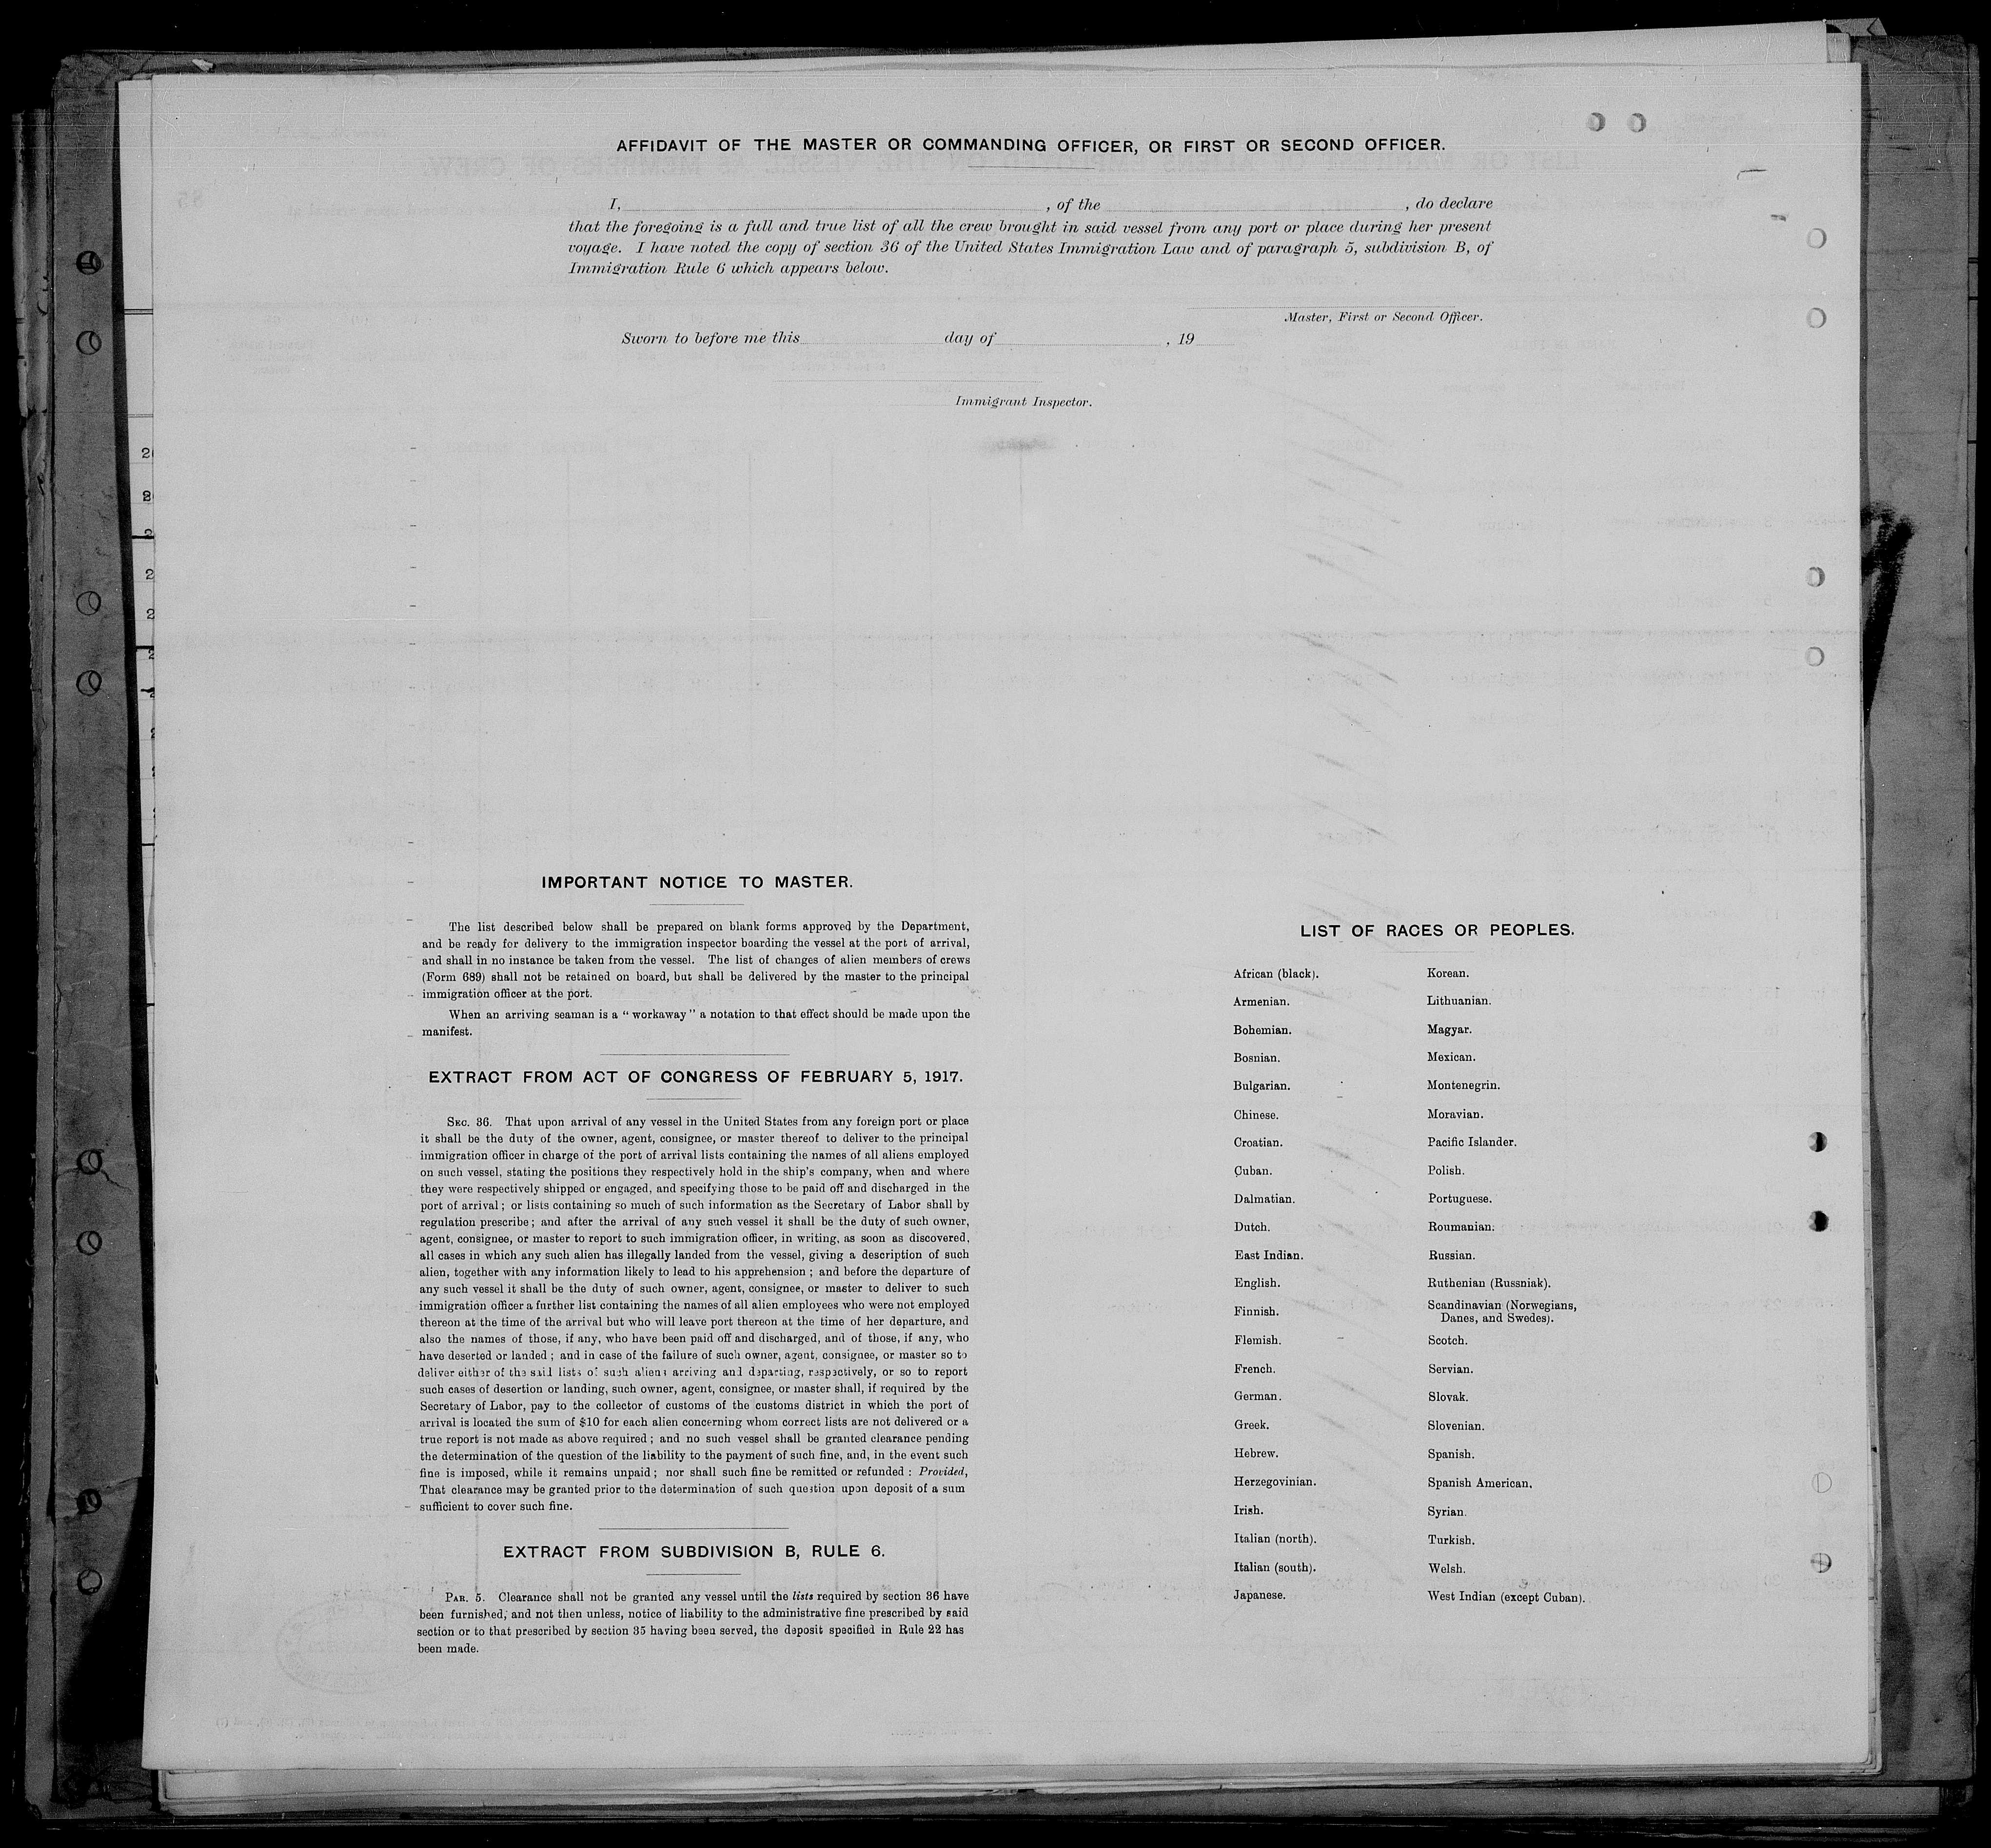 AFFIDAVIT OF THE MASTER OR COMMANDING OFFICER, OR FIRST OR SECOND OFFICER.
I, , of the , do declare
that the foregoing is a full and true list of all the crew brought in said vessel from any port or place during her present
voyage. I have noted the copy of section 36 of the United States Immigration Law and of paragraph 5, subdivision B, of
Immigration Rule 6 which appears below.
Master, First or Second Officer.
Sworn to before me this day of , 19
Immigrant Inspector.
IMPORTANT NOTICE TO MASTER.
The list described below shall be prepared on blank forms approved by the Department,
and be ready for delivery to the immigration inspector boarding the vessel at the port of arrival,
and shall in no instance be taken from the vessel. The list of changes of alien members of crews
(Form 689) shall not be retained on board, but shall be delivered by the master to the principal
immigration officer at the port.
When an arriving seaman is a "workaway" a notation to that effect should be made upon the
manifest.
EXTRACT FROM ACT OF CONGRESS OF FEBRUARY 5, 1917.
SEC. 36. That upon arrival of any vessel in the United States from any foreign port or place
it shall be the duty of the owner, agent, consignee, or master thereof to deliver to the principal
immigration officer in charge of the port of arrival lists containing the names of all aliens employed
on such vessel, stating the positions they respectively hold in the ship's company, when and where
they were respectively shipped or engaged, and specifying those to be paid off and discharged in the
port of arrival; or lists containing so much of such information as the Secretary of Labor shall by
regulation prescribe; and after the arrival of any such vessel it shall be the duty of such owner,
agent, consignee, or master to report to such immigration officer, in writing, as soon as discovered,
all cases in which any such alien has illegally landed from the vessel, giving a description of such
alien, together with any information likely to lead to his apprehension; and before the departure of
any such vessel it shall be the duty of such owner, agent, consignee, or master to deliver to such
immigration officer a further list containing the names of all alien employees who were not employed
thereon at the time of the arrival but who will leave port thereon at the time of her departure, and
also the names of those, if any, who have been paid off and discharged, and of those, if any, who
have deserted or landed; and in case of the failure of such owner, agent, consignee, or master so to
deliver either of the said lists of such aliens arriving and departing, respectively, or so to report
such cases of desertion or landing, such owner, agent, consignee, or master shall, if required by the
Secretary of Labor, pay to the collector of customs of the customs district in which the port of
arrival is located the sum of $10 for each alien concerning whom correct lists are not delivered or a
true report is not made as above required; and no such vessel shall be granted clearance pending
the determination of the question of the liability to the payment of such fine, and, in the event such
fine is imposed, while it remains unpaid; nor shall such fine be remitted or refunded: Provided,
That clearance may be granted prior to the determination of such question upon deposit of a sum
sufficient to cover such fine.
EXTRACT FROM SUBDIVISION B, RULE 6.
PAR. 5. Clearance shall not be granted any vessel until the lists required by section 36 have
been furnished, and not then unless, notice of liability to the administrative fine prescribed by said
section or to that prescribed by section 35 having been served, the deposit specified in Rule 22 has
been made.
LIST OF RACES OR PEOPLES.
African (black).
Armenian.
Bohemian.
Bosnian.
Bulgarian.
Chinese.
Croatian.
Cuban.
Dalmatian.
Dutch.
East Indian.
English.
Finnish.
Flemish.
French.
German.
Greek.
Hebrew.
Herzegovinian.
Irish.
Italian (north).
Italian (south).
Japanese.
Korean.
Lithuanian.
Magyar.
Mexican.
Montenegrin.
Moravian.
Pacific Islander.
Polish.
Portuguese.
Roumanian.
Russian.
Ruthenian (Russniak).
Scandinavian (Norwegians,
Danes, and Swedes).
Scotch.
Servian.
Slovak.
Slovenian.
Spanish.
Spanish American.
Syrian.
Turkish.
Welsh.
West Indian (except Cuban).